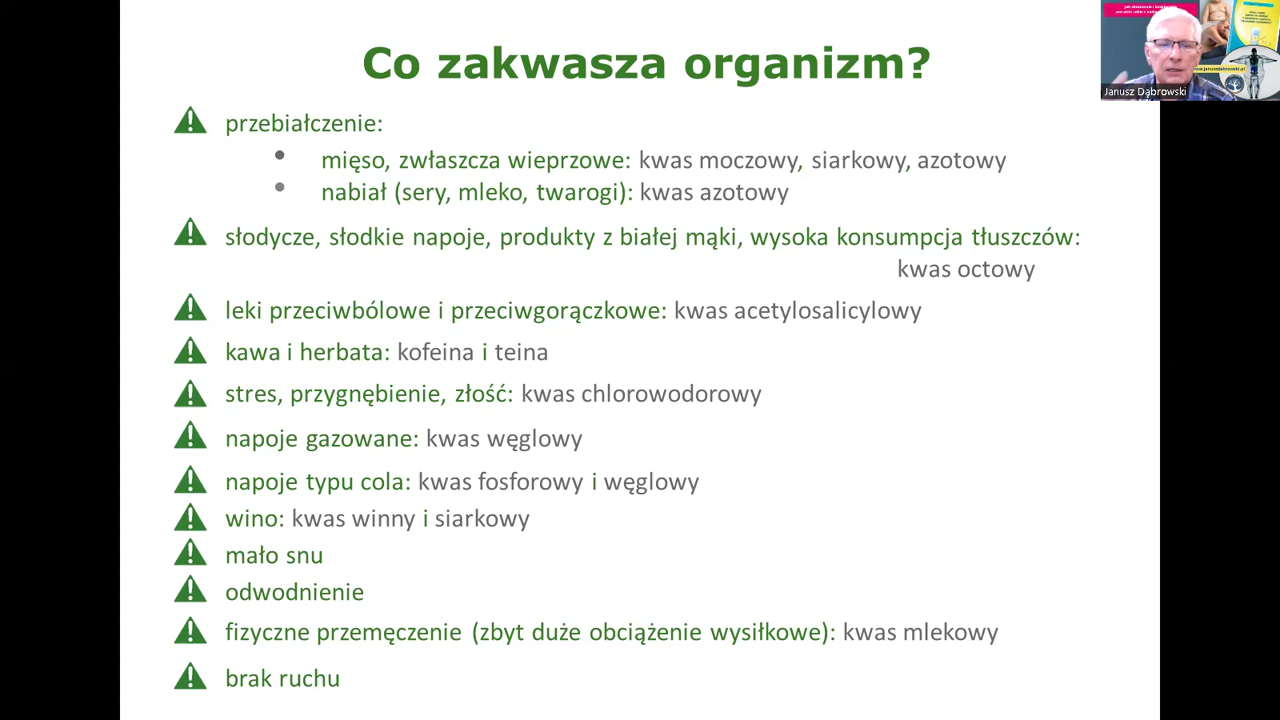 Co zakwasza organizm?
przebiałczenie:
mięso, zwłaszcza wieprzowe: kwas moczowy, siarkowy, azotowy
nabiał (sery, mleko, twarogi): kwas azotowy
słodycze, słodkie napoje, produkty z białej mąki, wysoka konsumpcja tłuszczów:
kwas octowy
leki przeciwbólowe i przeciwgorączkowe: kwas acetylosalicylowy
kawa i herbata: kofeina i teina
stres, przygnębienie, złość: kwas chlorowodorowy
napoje gazowane: kwas węglowy
napoje typu cola: kwas fosforowy i węglowy
wino: kwas winny i siarkowy
mało snu
odwodnienie
fizyczne przemęczenie (zbyt duże obciążenie wysiłkowe): kwas mlekowy
brak ruchu
Janusz Dąbrowski